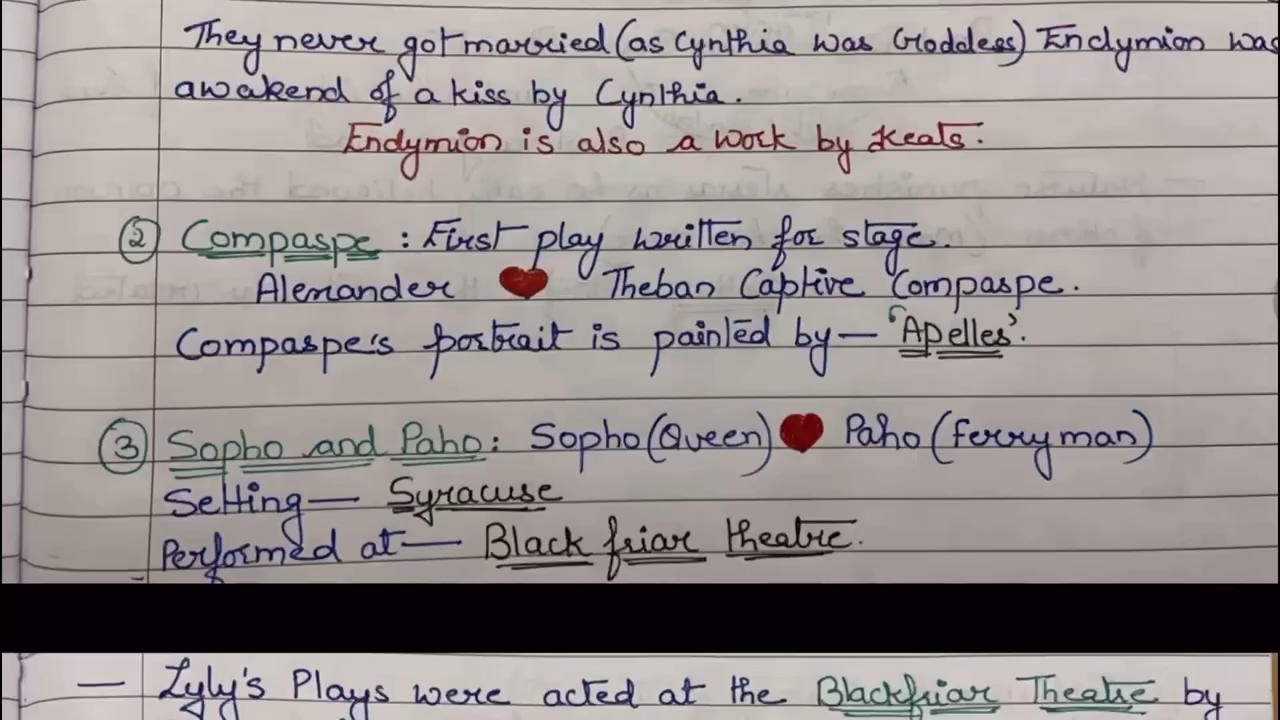 They never got married (as Cynthia was Goddess) Endymion was
awakend of a kiss by Cynthia.
Endymion is also a work by Keats.
② Compaspe : First play written for stage.
Alexander ❤ Theban Captive Compaspe.
Compaspe's portrait is painted by — 'Apelles'.
③ Sopho and Paho : Sopho (Queen) ❤ Paho (ferryman)
Setting — Syracuse
Performed at — Black friar theatre.
— Lyly's Plays were acted at the Blackfriar Theatre by